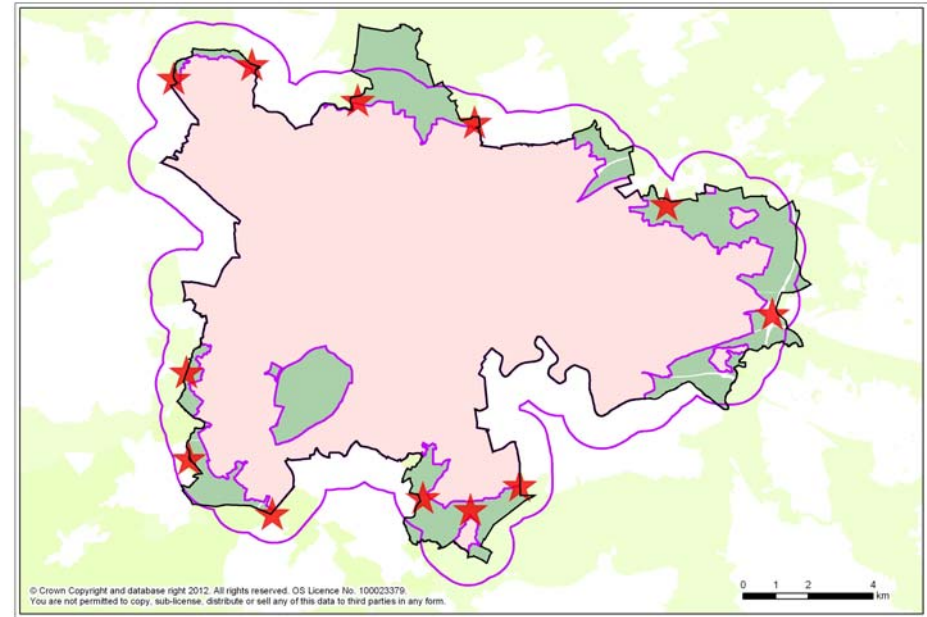 0 1 2 4
km
© Crown Copyright and database right 2012. All rights reserved. OS Licence No. 100023379.
You are not permitted to copy, sub-license, distribute or sell any of this data to third parties in any form.